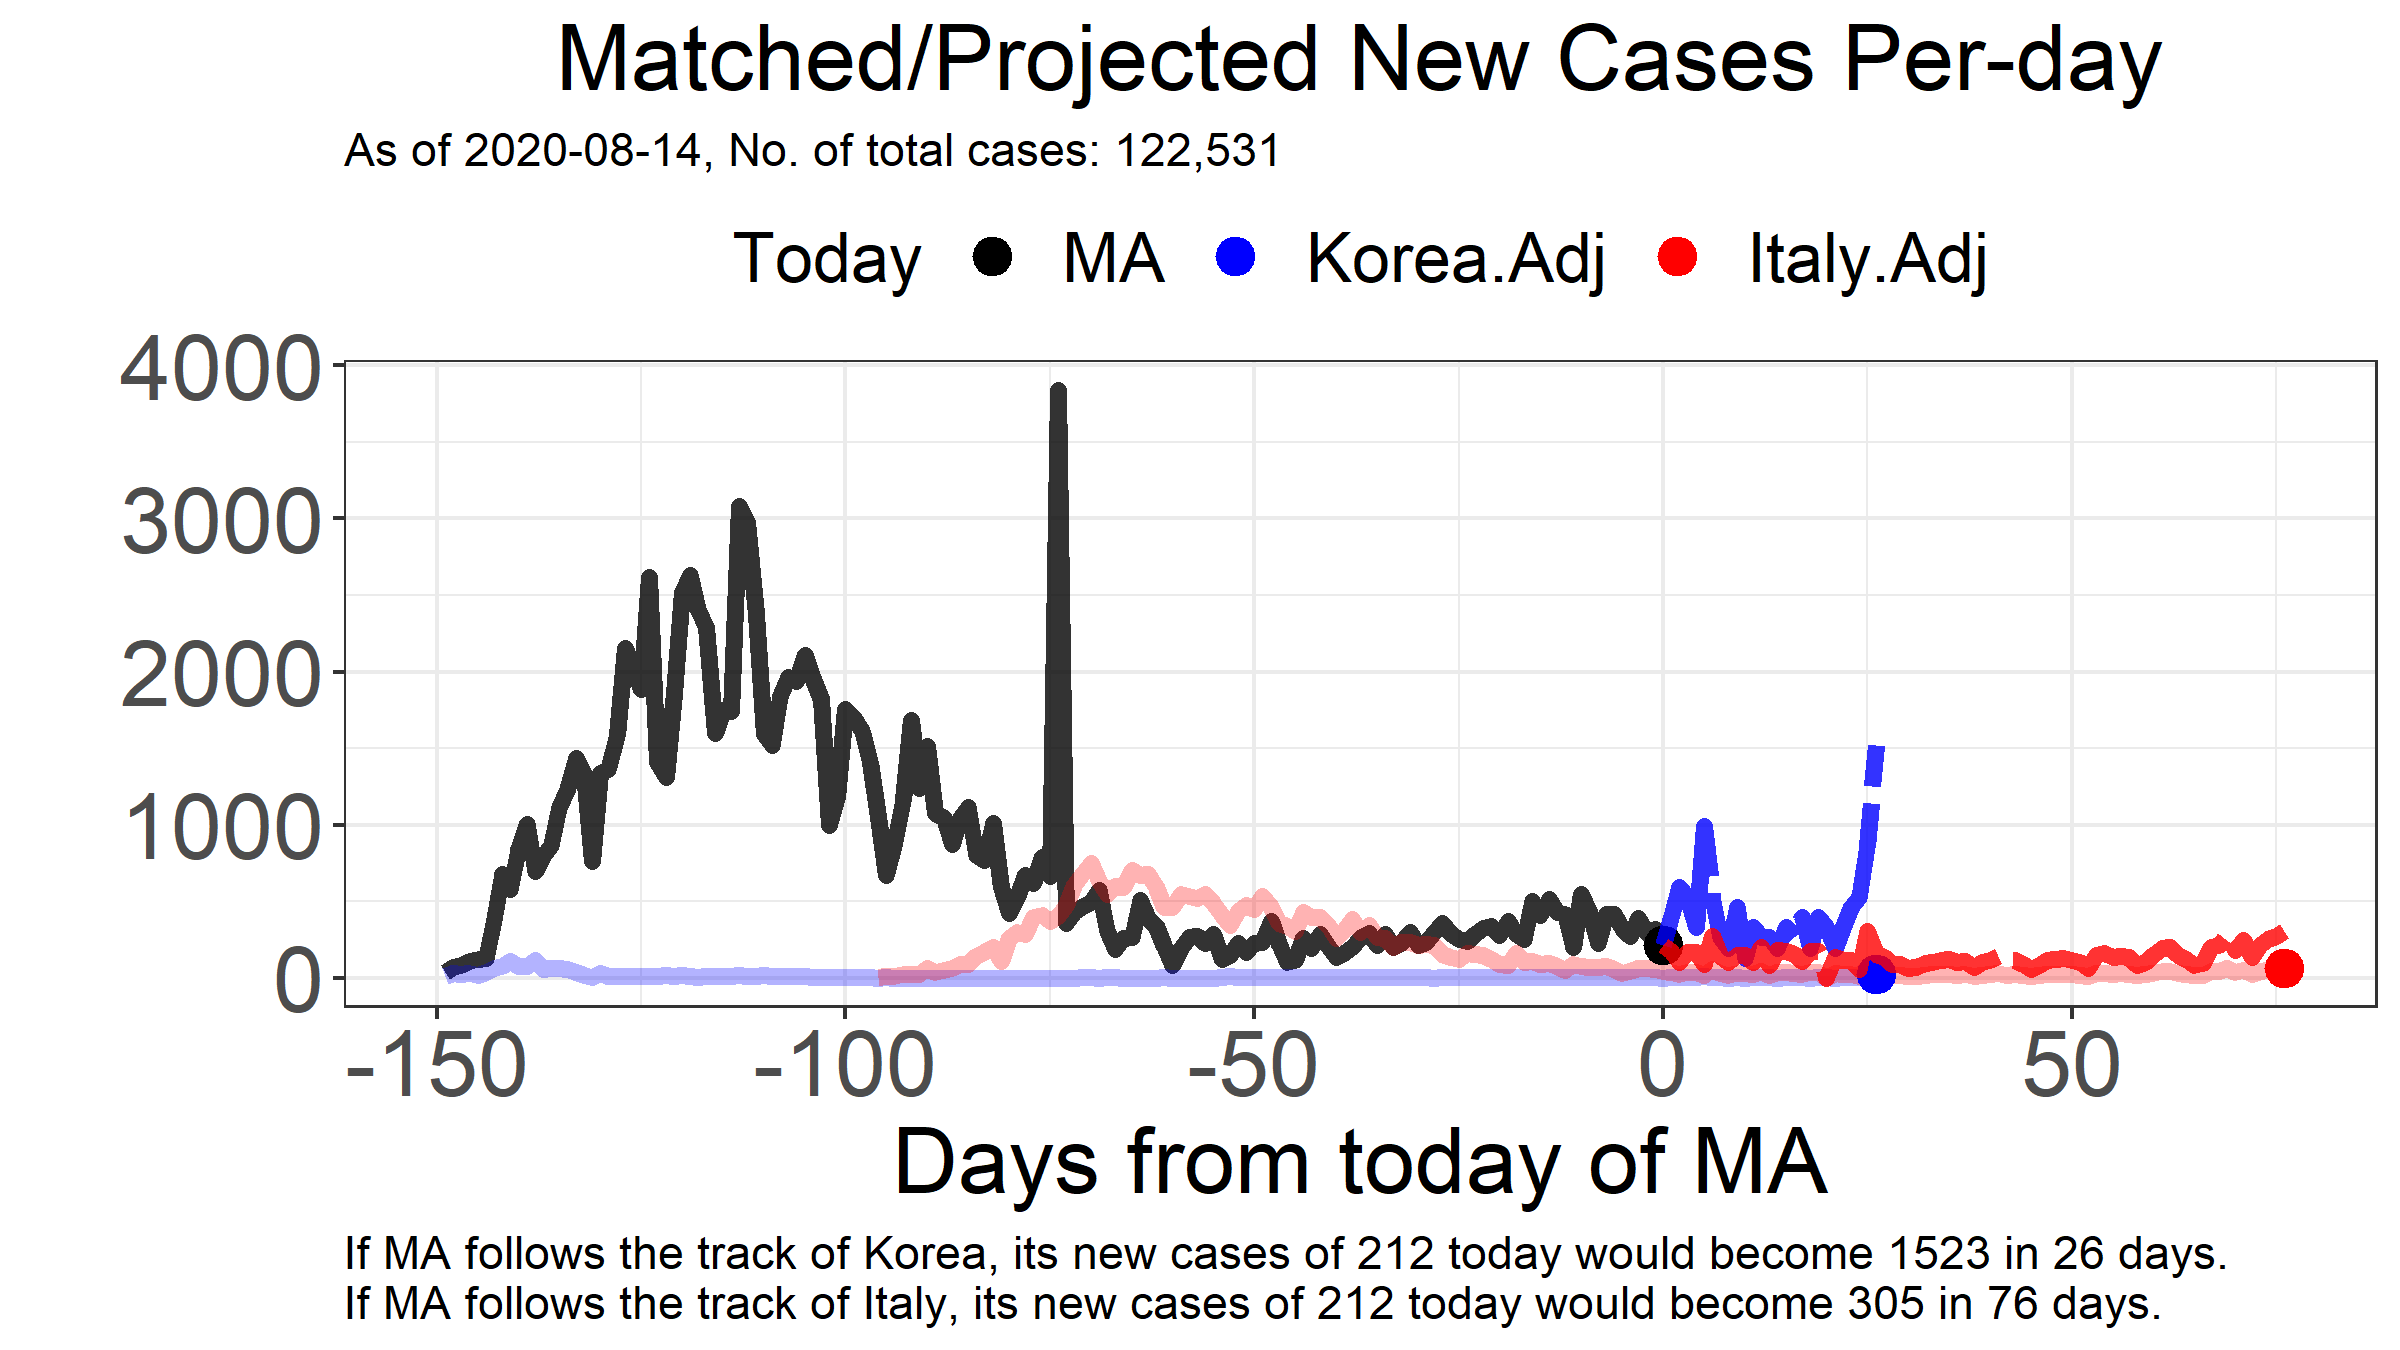 Matched/Projected New Cases Per-day
As of 2020-08-14, No. of total cases: 122,531
Today MA Korea.Adj Italy.Adj
4000
3000
2000
1000
0
-150 -100 -50 0 50
Days from today of MA
If MA follows the track of Korea, its new cases of 212 today would become 1523 in 26 days.
If MA follows the track of Italy, its new cases of 212 today would become 305 in 76 days.